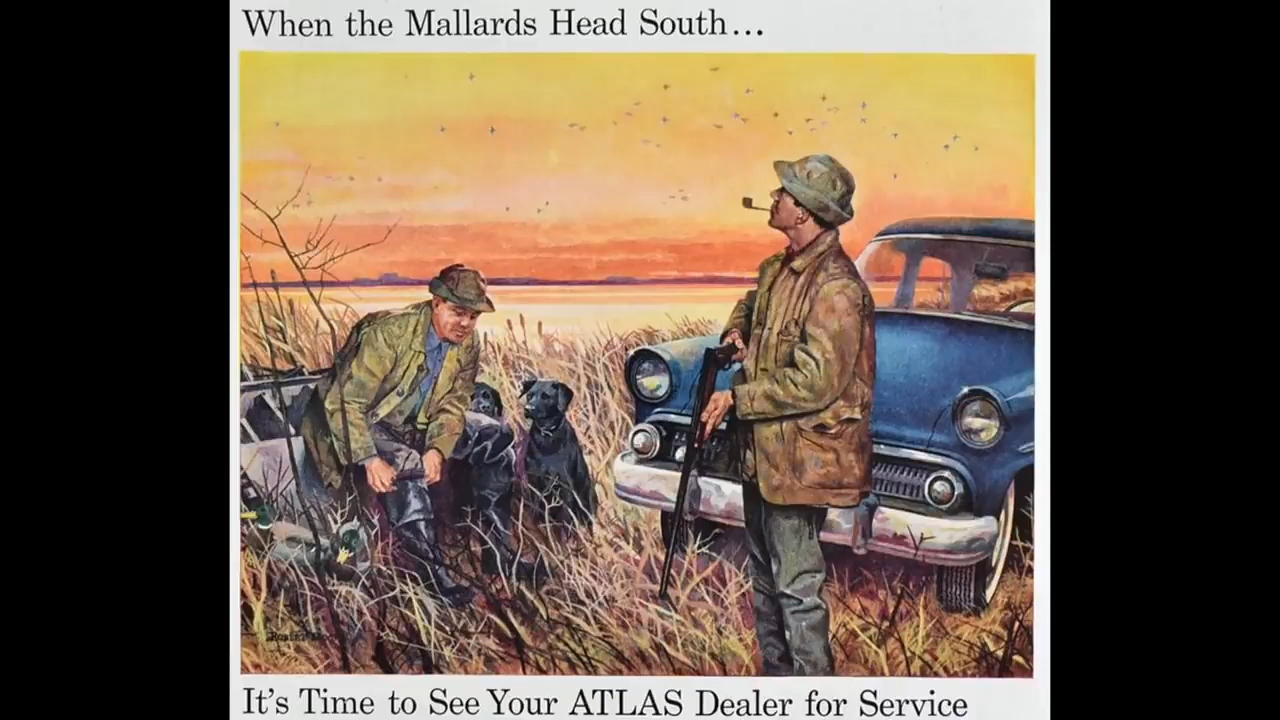 When the Mallards Head South...
It's Time to See Your ATLAS Dealer for Service